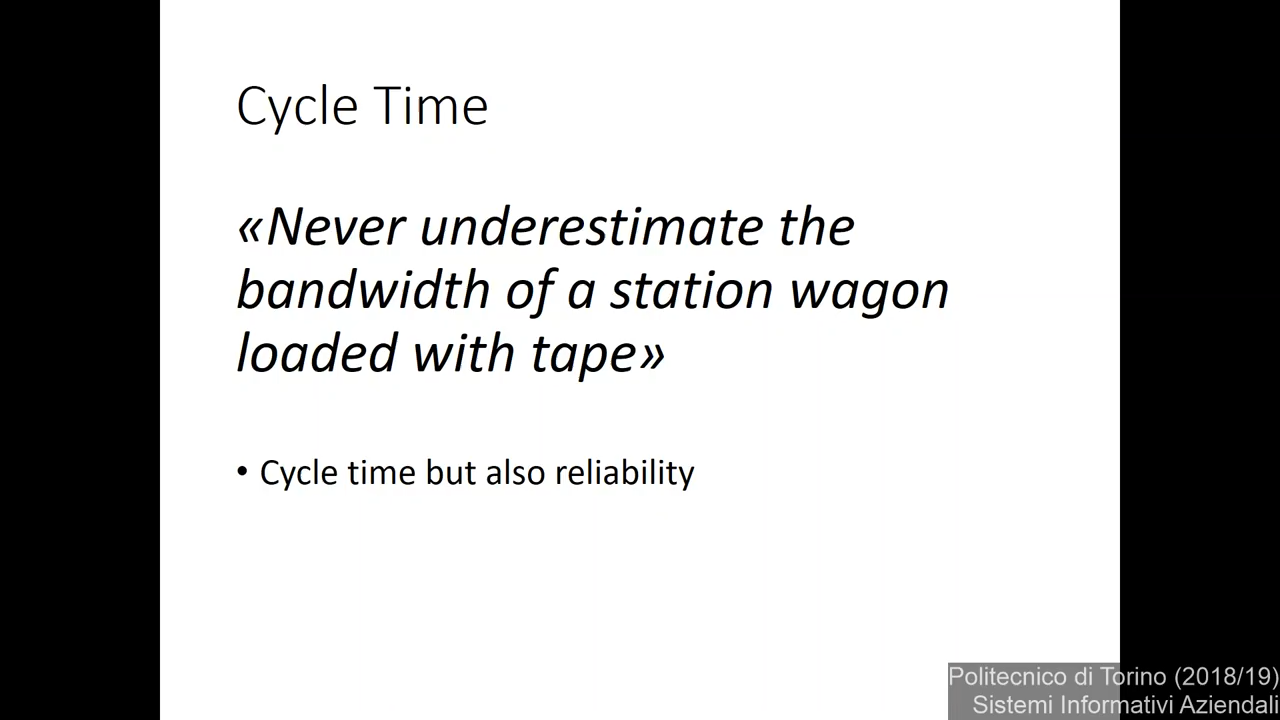 Cycle Time
«Never underestimate the
bandwidth of a station wagon
loaded with tape»
• Cycle time but also reliability
Politecnico di Torino (2018/19)
Sistemi Informativi Aziendali